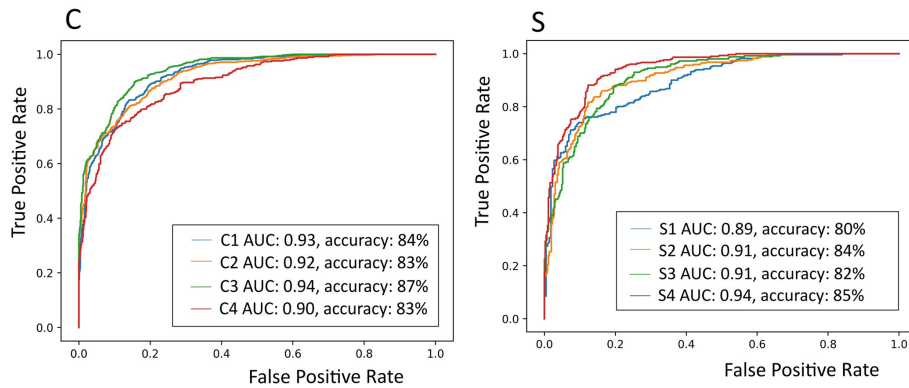 C
True Positive Rate
1.0
0.8
0.6
0.4
0.2
0.0
C1 AUC: 0.93, accuracy: 84%
C2 AUC: 0.92, accuracy: 83%
C3 AUC: 0.94, accuracy: 87%
C4 AUC: 0.90, accuracy: 83%
0.0 0.2 0.4 0.6 0.8 1.0
False Positive Rate
S
True Positive Rate
1.0
0.8
0.6
0.4
0.2
0.0
S1 AUC: 0.89, accuracy: 80%
S2 AUC: 0.91, accuracy: 84%
S3 AUC: 0.91, accuracy: 82%
S4 AUC: 0.94, accuracy: 85%
0.0 0.2 0.4 0.6 0.8 1.0
False Positive Rate